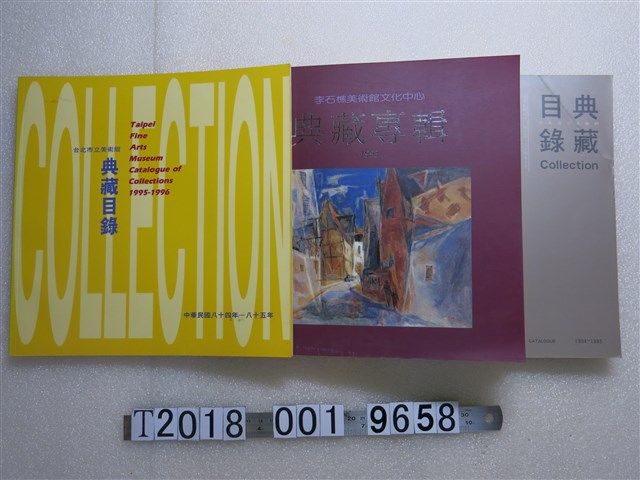 COLLECTION
台北市立美術館
典藏目錄
Taipei
Fine
Arts
Museum
Catalogue of
Collections
1995-1996
中華民國八十四年－八十五年
李石樵美術館文化中心
典藏專輯
典藏
目錄
Collection
CATALOGUE
T2018 001 9658